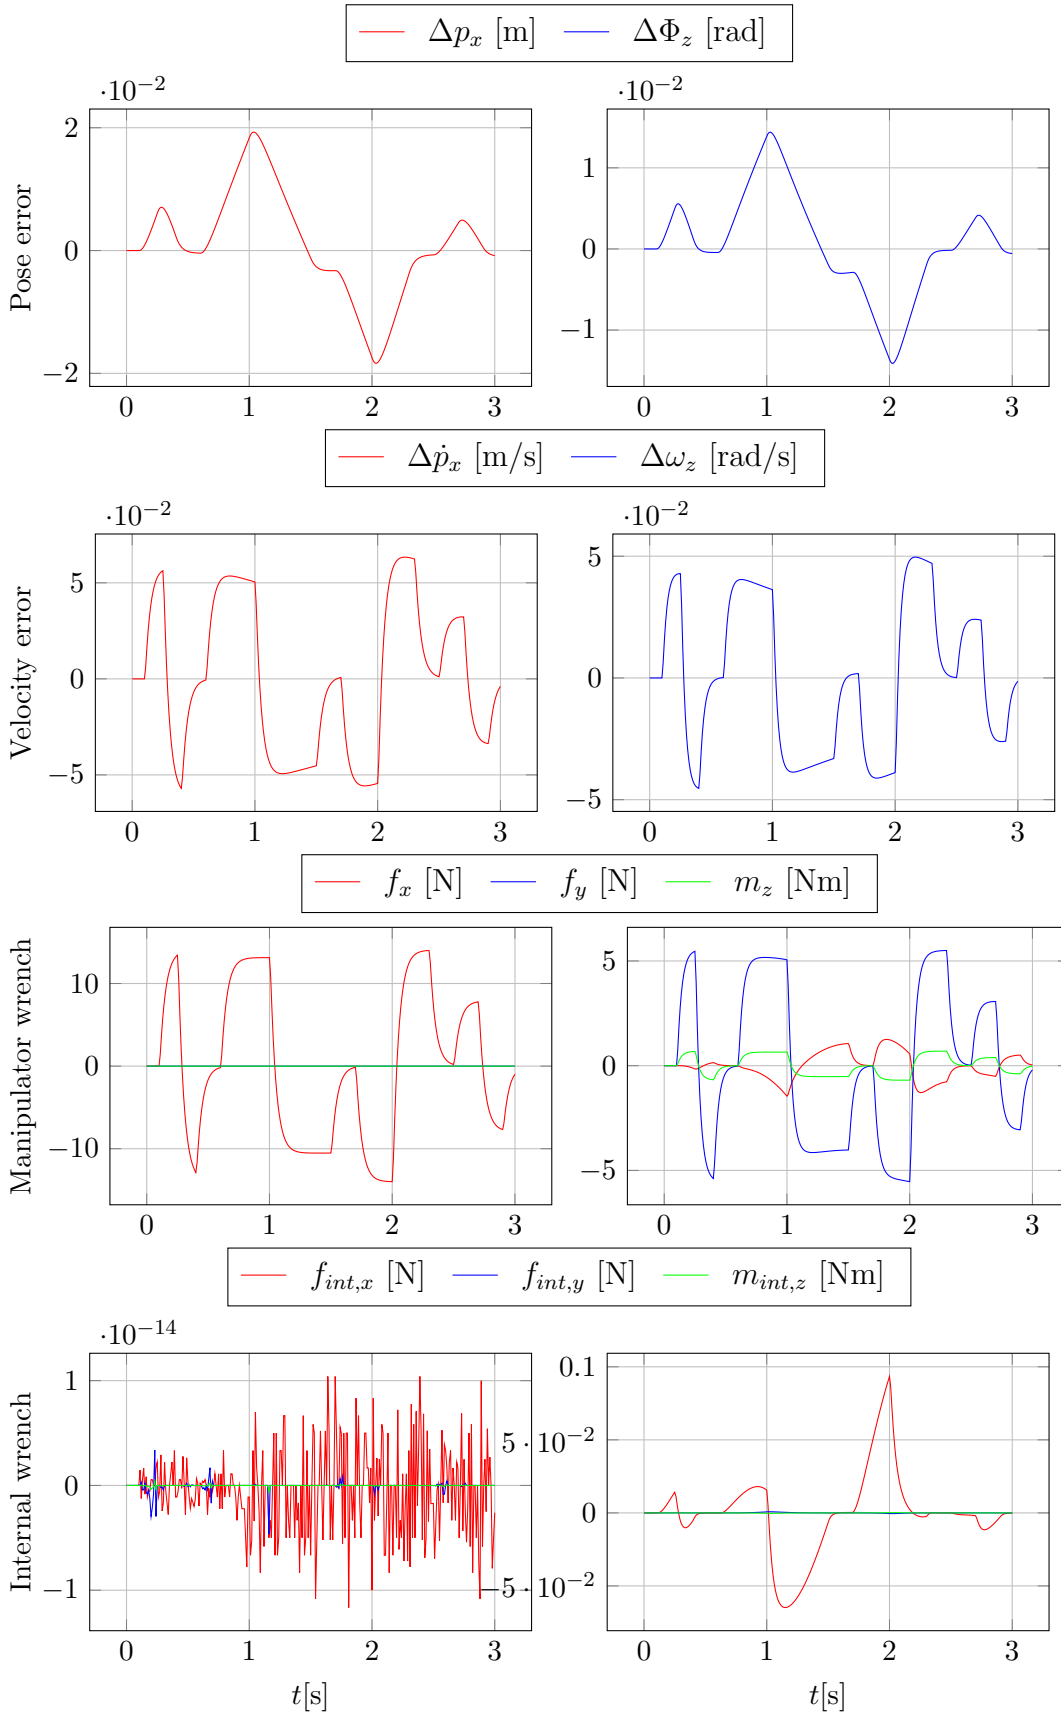 Δp_x [m] ΔΦ_z [rad]
·10^−2 ·10^−2
Pose error
2
0
−2
0 1 2 3
1
0
−1
0 1 2 3
Δṗ_x [m/s] Δω_z [rad/s]
·10^−2 ·10^−2
Velocity error
5
0
−5
0 1 2 3
5
0
−5
0 1 2 3
f_x [N] f_y [N] m_z [Nm]
Manipulator wrench
10
0
−10
0 1 2 3
5
0
−5
0 1 2 3
f_int,x [N] f_int,y [N] m_int,z [Nm]
·10^−14
Internal wrench
1
0
−1
0 1 2 3
t[s]
0.1
5·10^−2
0
−5·10^−2
0 1 2 3
t[s]